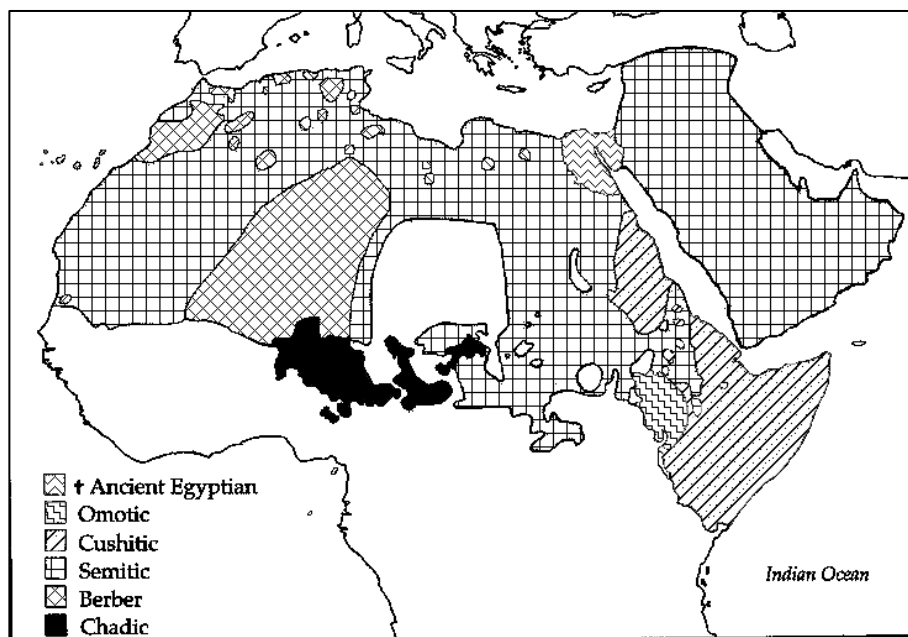 † Ancient Egyptian
Omotic
Cushitic
Semitic
Berber
Chadic
Indian Ocean